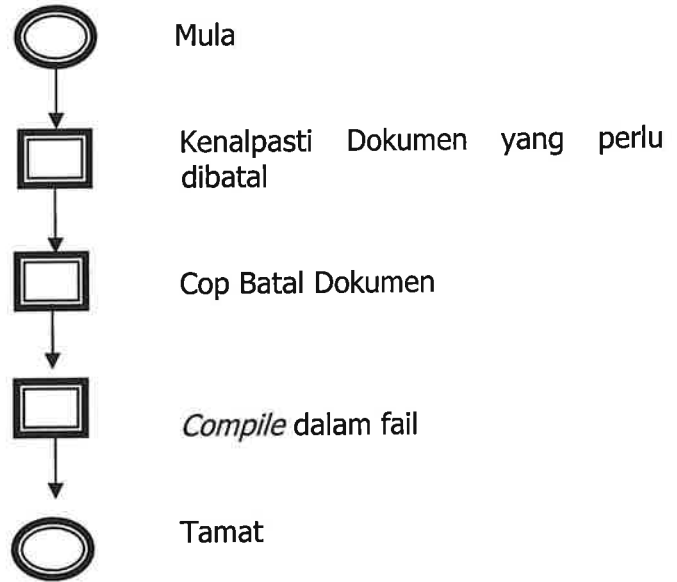 Mula
Kenalpasti Dokumen yang perlu
dibatal
Cop Batal Dokumen
Compile dalam fail
Tamat